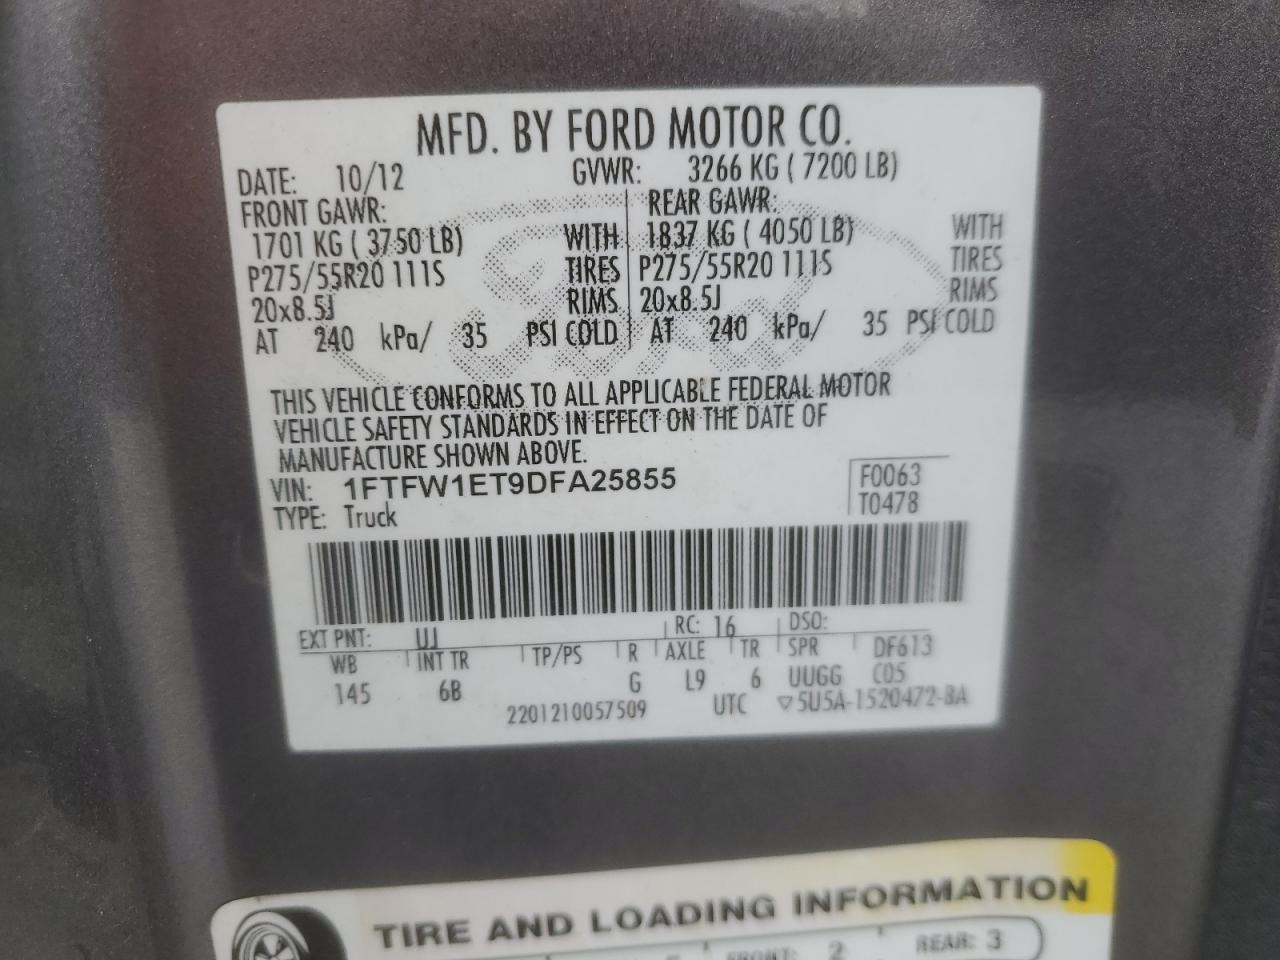 MFD. BY FORD MOTOR CO.
DATE: 10/12 GVWR: 3266 KG ( 7200 LB)
FRONT GAWR: REAR GAWR:
1701 KG ( 3750 LB) WITH 1837 KG ( 4050 LB) WITH
P275/55R20 111S TIRES P275/55R20 111S TIRES
20x8.5J RIMS 20x8.5J RIMS
AT 240 kPa/ 35 PSI COLD AT 240 kPa/ 35 PSI COLD
THIS VEHICLE CONFORMS TO ALL APPLICABLE FEDERAL MOTOR
VEHICLE SAFETY STANDARDS IN EFFECT ON THE DATE OF
MANUFACTURE SHOWN ABOVE.
VIN: 1FTFW1ET9DFA25855 F0063
TYPE: Truck T0478
EXT PNT: UJ RC: 16 DSO:
WB INT TR TP/PS R AXLE TR SPR DF613
145 6B G L9 6 UUGG C05
2201210057509 UTC ▽5U5A-1520472-BA
TIRE AND LOADING INFORMATION
FRONT: 2 REAR: 3